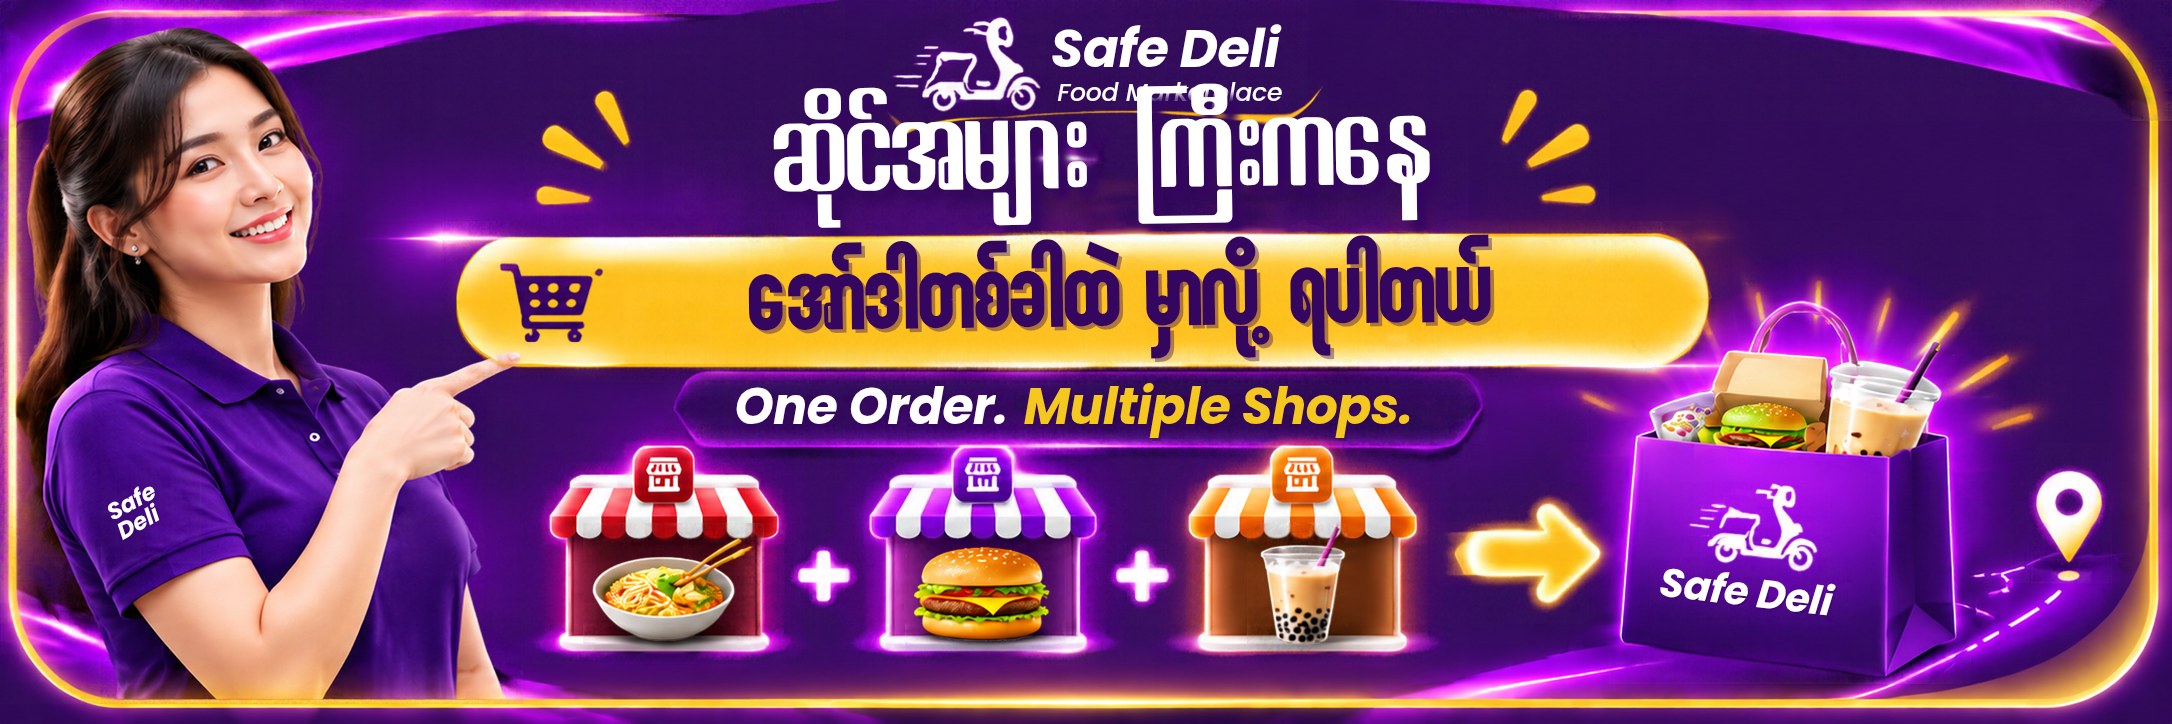 Safe Deli
Food Marketplace
ဆိုင်အများ ကြီးကနေ
အော်ဒါတစ်ခါထဲ မှာလို့ ရပါတယ်
One Order. Multiple Shops.
Safe
Deli
Safe Deli